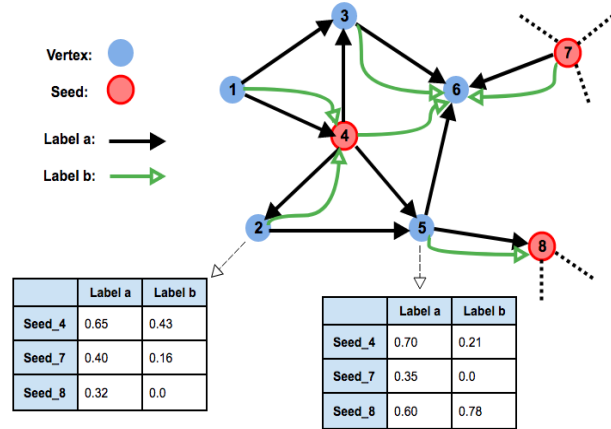 Vertex:
Seed:
Label a:
Label b:
3
7
1
6
4
2
5
8
Label a Label b
Seed_4 0.65 0.43
Seed_7 0.40 0.16
Seed_8 0.32 0.0
Label a Label b
Seed_4 0.70 0.21
Seed_7 0.35 0.0
Seed_8 0.60 0.78